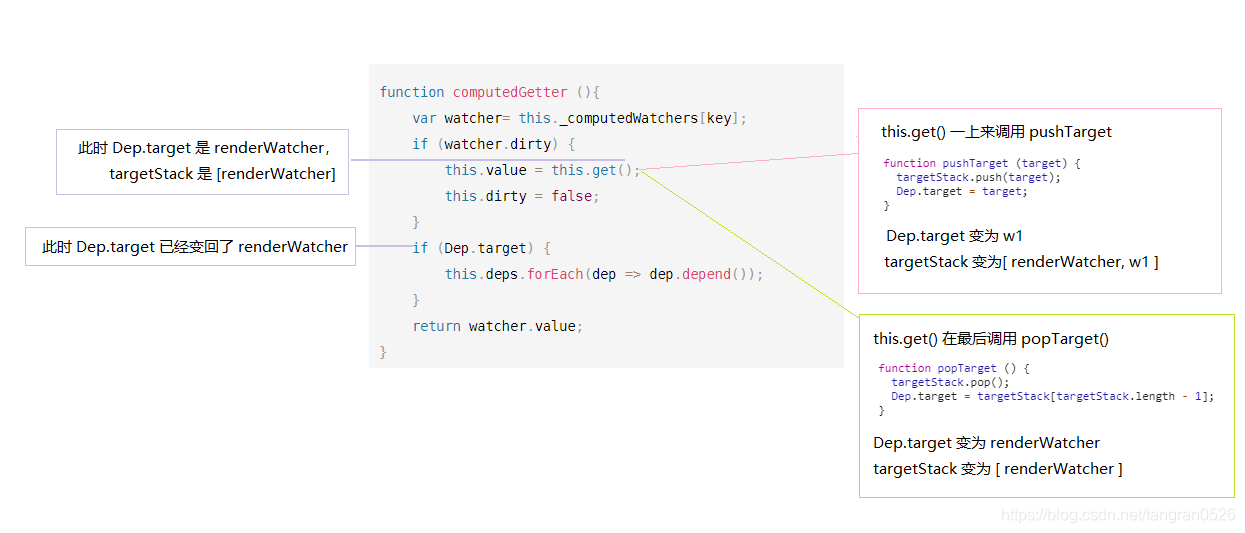 此时 Dep.target 是 renderWatcher，
targetStack 是 [renderWatcher]
此时 Dep.target 已经变回了 renderWatcher
function computedGetter (){
var watcher= this._computedWatchers[key];
if (watcher.dirty) {
this.value = this.get();
this.dirty = false;
}
if (Dep.target) {
this.deps.forEach(dep => dep.depend());
}
return watcher.value;
}
this.get() 一上来调用 pushTarget
function pushTarget (target) {
targetStack.push(target);
Dep.target = target;
}
Dep.target 变为 w1
targetStack 变为[ renderWatcher, w1 ]
this.get() 在最后调用 popTarget()
function popTarget () {
targetStack.pop();
Dep.target = targetStack[targetStack.length - 1];
}
Dep.target 变为 renderWatcher
targetStack 变为 [ renderWatcher ]
https://blog.csdn.net/tangran0526